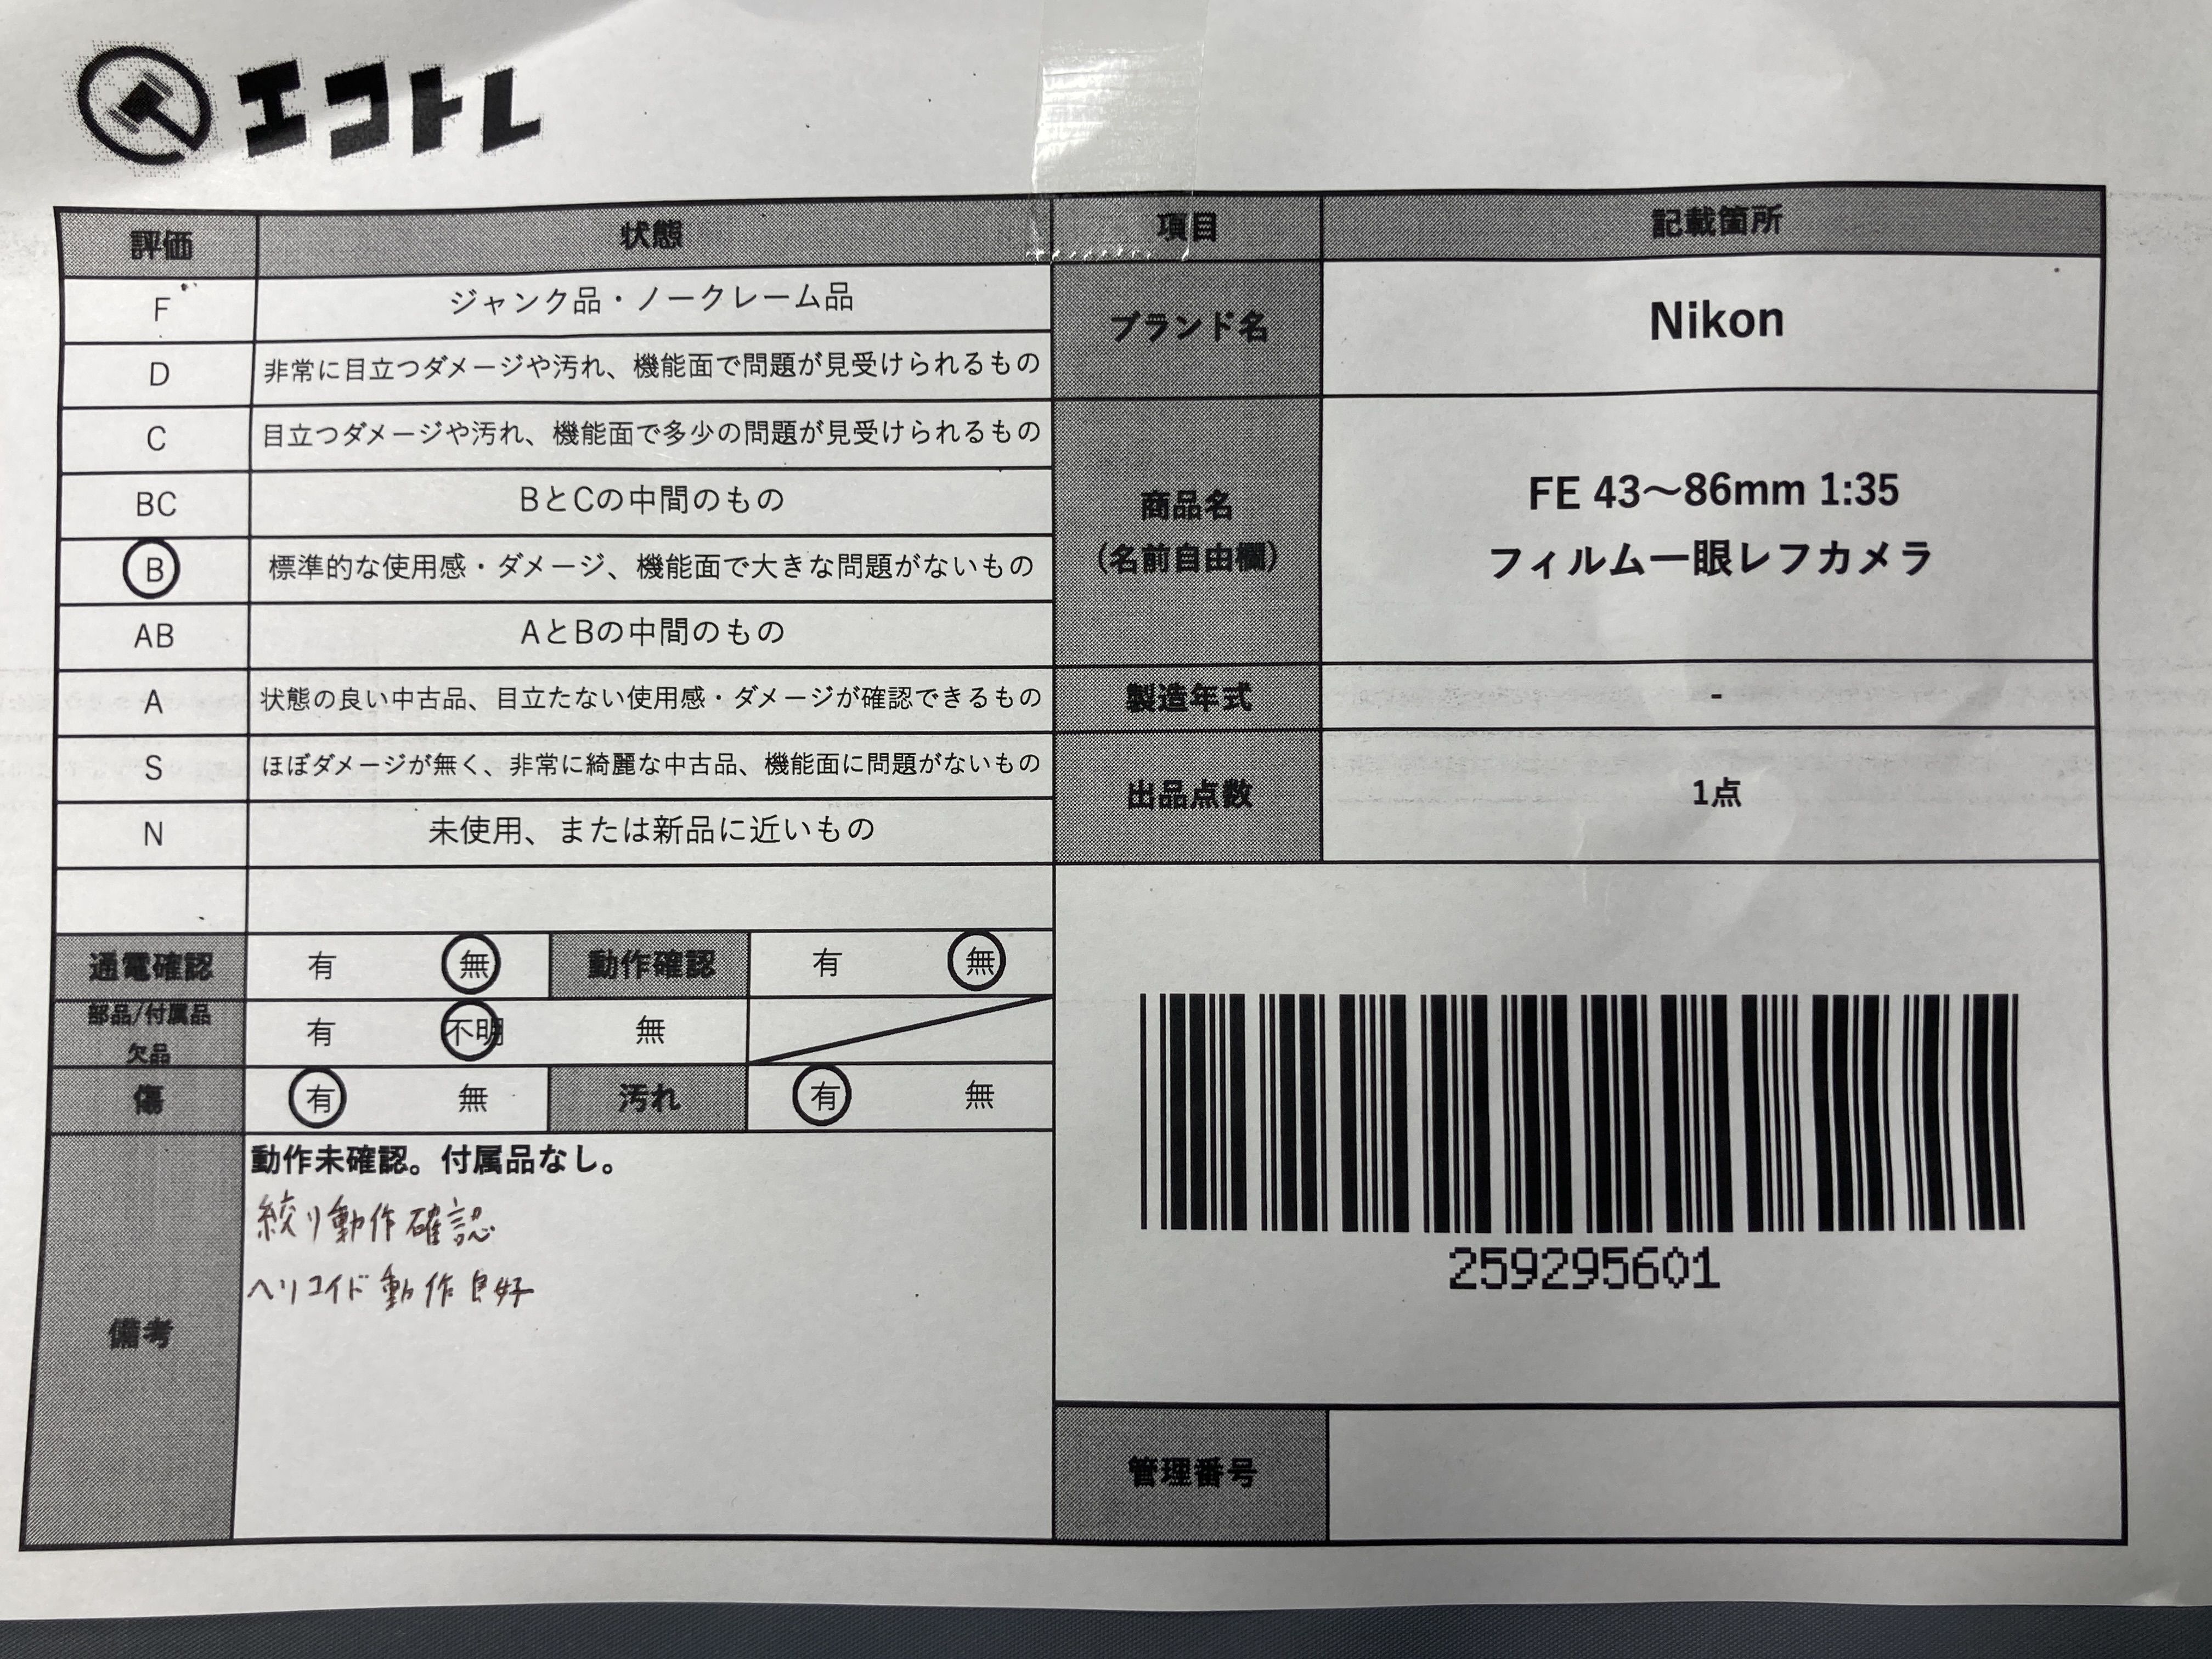 エコトレ
評価 状態 項目 記載箇所
F ジャンク品・ノークレーム品
D 非常に目立つダメージや汚れ、機能面で問題が見受けられるもの
C 目立つダメージや汚れ、機能面で多少の問題が見受けられるもの
BC BとCの中間のもの
B 標準的な使用感・ダメージ、機能面で大きな問題がないもの
AB AとBの中間のもの
A 状態の良い中古品、目立たない使用感・ダメージが確認できるもの
S ほぼダメージが無く、非常に綺麗な中古品、機能面に問題がないもの
N 未使用、または新品に近いもの
ブランド名 Nikon
商品名
(名前自由欄)
FE 43～86mm 1:35
フィルム一眼レフカメラ
製造年式 -
出品点数 1点
通電確認 有 無 動作確認 有 無
部品/付属品
欠品
有 不明 無
傷 有 無 汚れ 有 無
備考
動作未確認。付属品なし。
絞り動作確認
ヘリコイド動作良好
259295601
管理番号